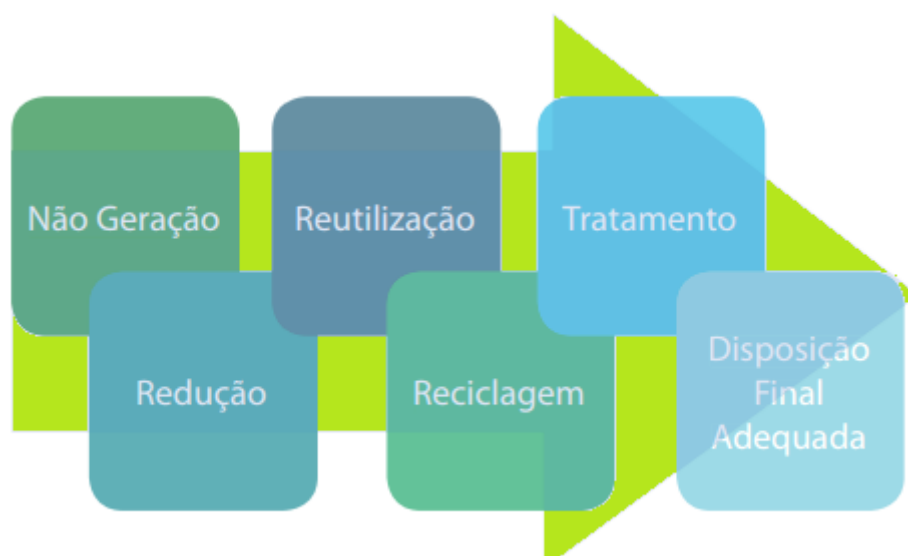 Não Geração
Reutilização
Tratamento
Redução
Reciclagem
Disposição
Final
Adequada